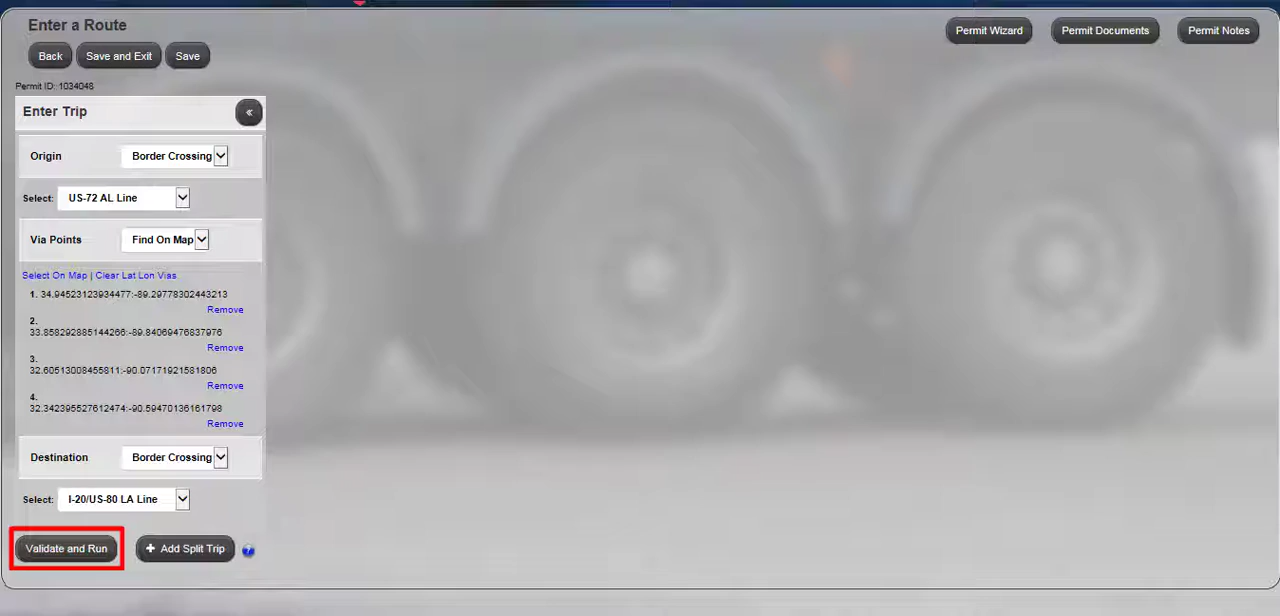 Enter a Route
Permit Wizard Permit Documents Permit Notes
Back Save and Exit Save
Permit ID: 1034048
Enter Trip «
Origin Border Crossing
Select: US-72 AL Line
Via Points Find On Map
Select On Map | Clear Lat Lon Vias
1. 34.94523123934477:-89.29778302443213
Remove
2.
33.858292885144266:-89.84069476837976
Remove
3.
32.60513008455811:-90.07171921581806
Remove
4.
32.342395527612474:-90.59470136161798
Remove
Destination Border Crossing
Select: I-20/US-80 LA Line
Validate and Run + Add Split Trip ?